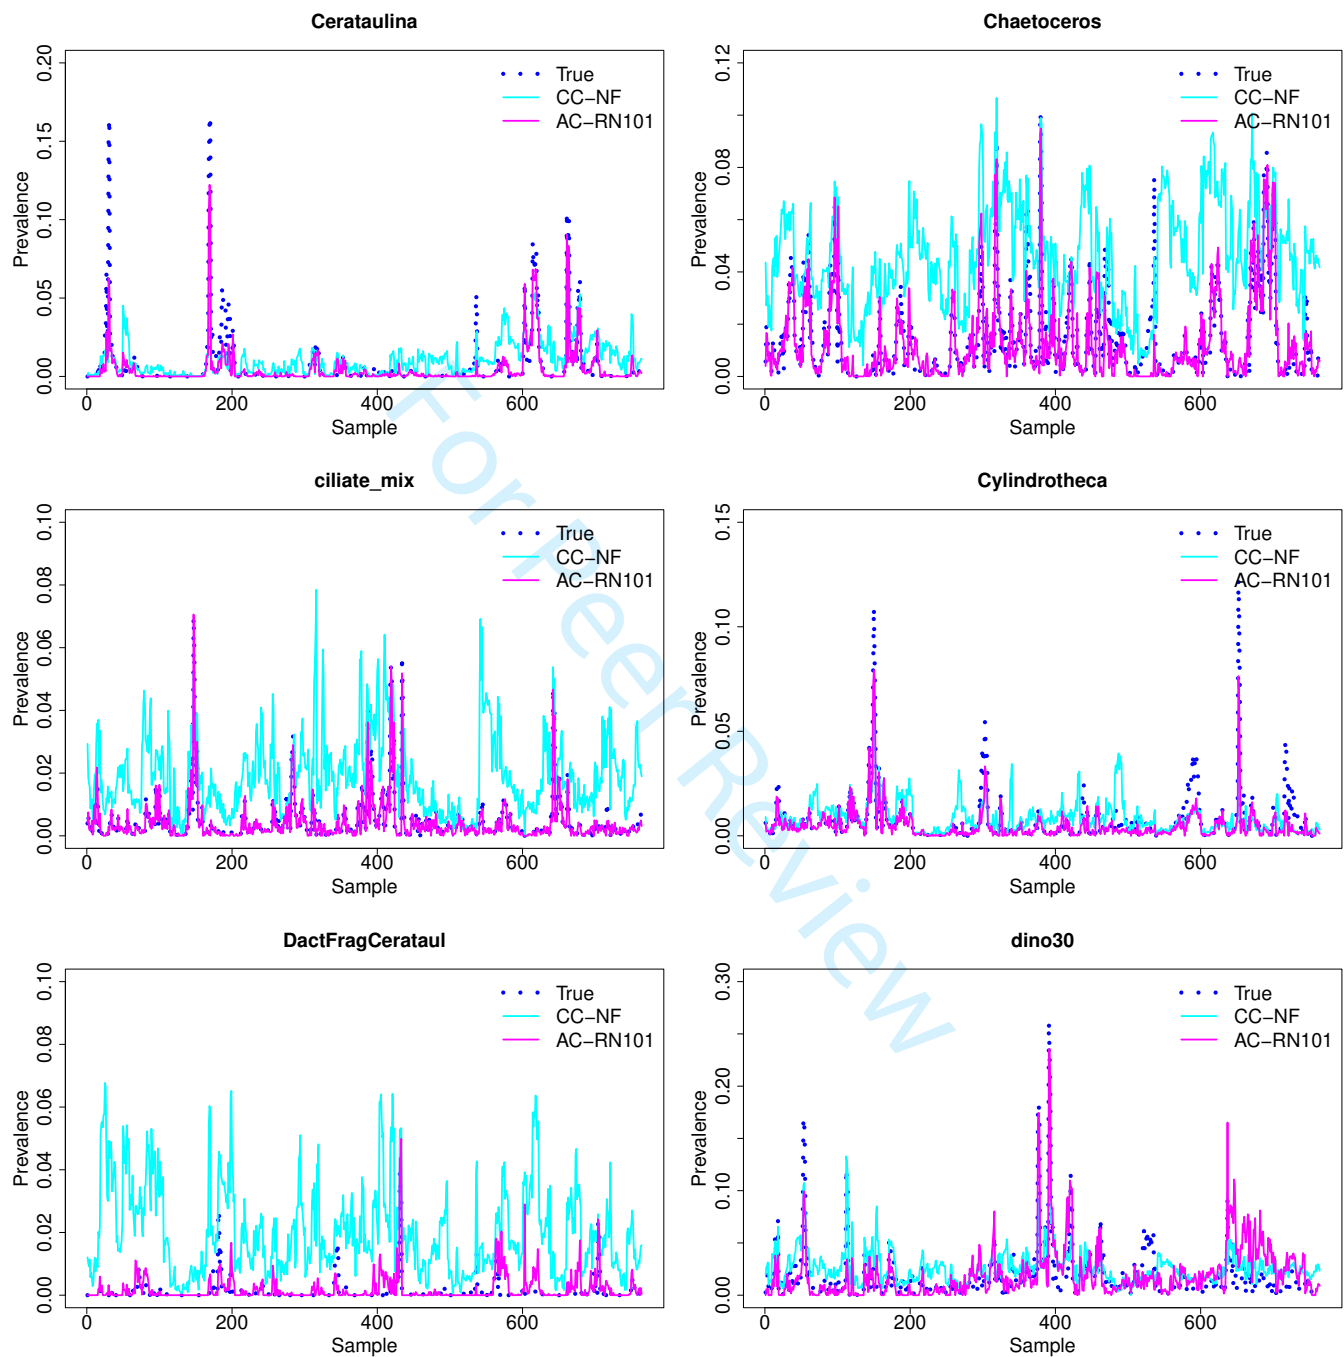 Cerataulina
True
CC−NF
AC−RN101
0.00 0.05 0.10 0.15 0.20
Prevalence
0 200 400 600
Sample
Chaetoceros
True
CC−NF
AC−RN101
0.00 0.04 0.08 0.12
Prevalence
0 200 400 600
Sample
ciliate_mix
True
CC−NF
AC−RN101
0.00 0.02 0.04 0.06 0.08 0.10
Prevalence
0 200 400 600
Sample
Cylindrotheca
True
CC−NF
AC−RN101
0.00 0.05 0.10 0.15
Prevalence
0 200 400 600
Sample
DactFragCerataul
True
CC−NF
AC−RN101
0.00 0.02 0.04 0.06 0.08 0.10
Prevalence
0 200 400 600
Sample
dino30
True
CC−NF
AC−RN101
0.00 0.10 0.20 0.30
Prevalence
0 200 400 600
Sample
For Peer Review